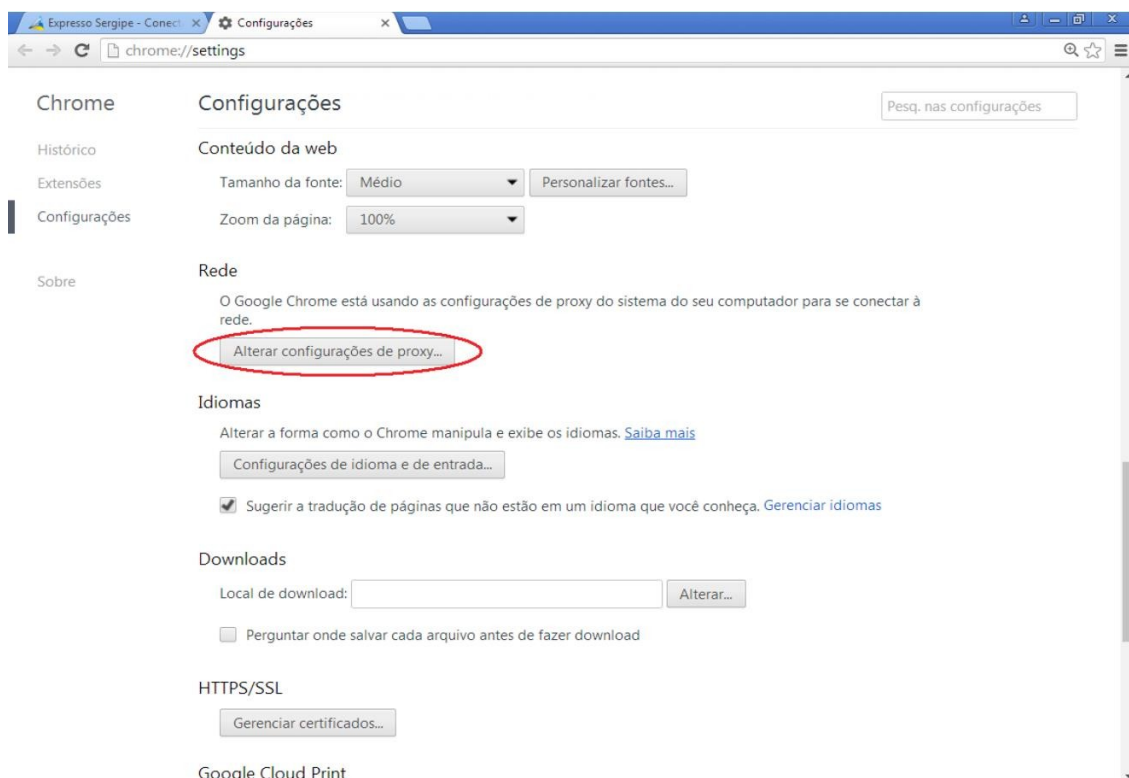 Expresso Sergipe - Conect
Configurações
chrome://settings
Chrome
Configurações
Pesq. nas configurações
Histórico
Extensões
Configurações
Sobre
Conteúdo da web
Tamanho da fonte: Médio Personalizar fontes...
Zoom da página: 100%
Rede
O Google Chrome está usando as configurações de proxy do sistema do seu computador para se conectar à
rede.
Alterar configurações de proxy...
Idiomas
Alterar a forma como o Chrome manipula e exibe os idiomas. Saiba mais
Configurações de idioma e de entrada...
Sugerir a tradução de páginas que não estão em um idioma que você conheça. Gerenciar idiomas
Downloads
Local de download: Alterar...
Perguntar onde salvar cada arquivo antes de fazer download
HTTPS/SSL
Gerenciar certificados...
Google Cloud Print